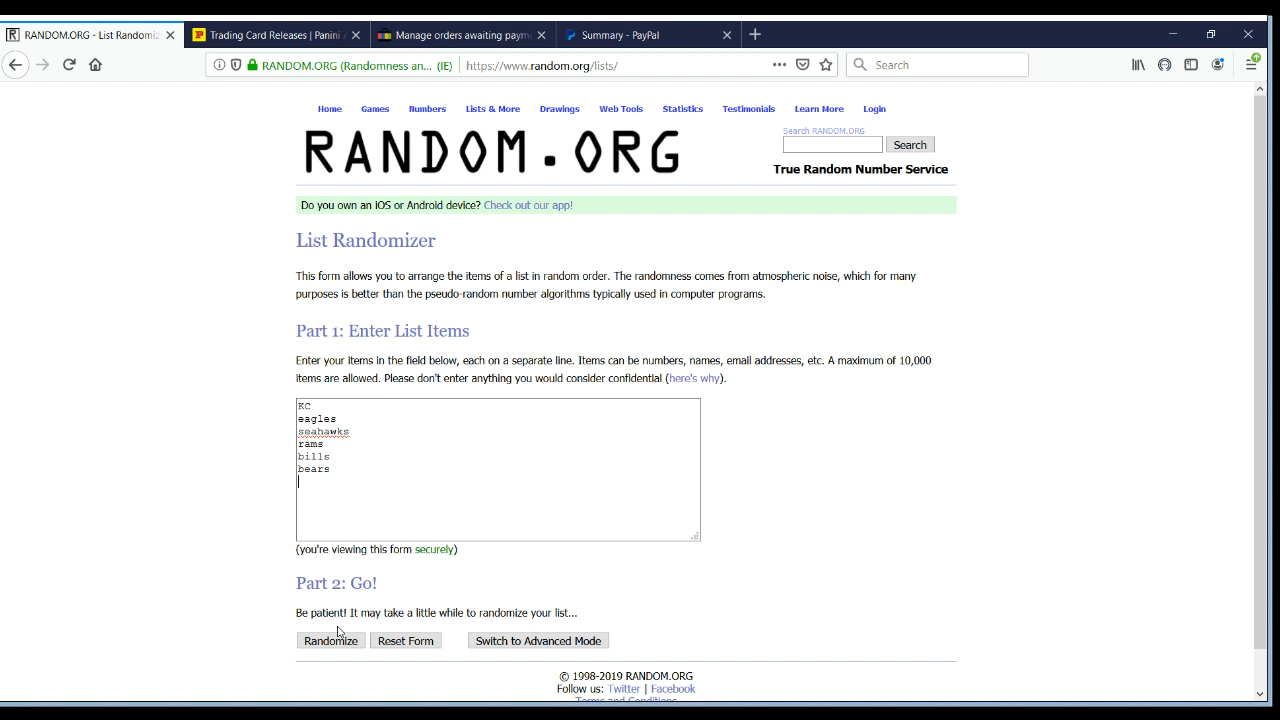 RANDOM.ORG - List Randomiz
Trading Card Releases | Panini
Manage orders awaiting paym
Summary - PayPal
RANDOM.ORG (Randomness an... (IE)
https://www.random.org/lists/
Search
Home Games Numbers Lists & More Drawings Web Tools Statistics Testimonials Learn More Login
RANDOM.ORG
Search RANDOM.ORG
Search
True Random Number Service
Do you own an iOS or Android device? Check out our app!
List Randomizer
This form allows you to arrange the items of a list in random order. The randomness comes from atmospheric noise, which for many
purposes is better than the pseudo-random number algorithms typically used in computer programs.
Part 1: Enter List Items
Enter your items in the field below, each on a separate line. Items can be numbers, names, email addresses, etc. A maximum of 10,000
items are allowed. Please don't enter anything you would consider confidential (here's why).
KC
eagles
seahawks
rams
bills
bears
(you're viewing this form securely)
Part 2: Go!
Be patient! It may take a little while to randomize your list...
Randomize Reset Form Switch to Advanced Mode
© 1998-2019 RANDOM.ORG
Follow us: Twitter | Facebook
Terms and Conditions